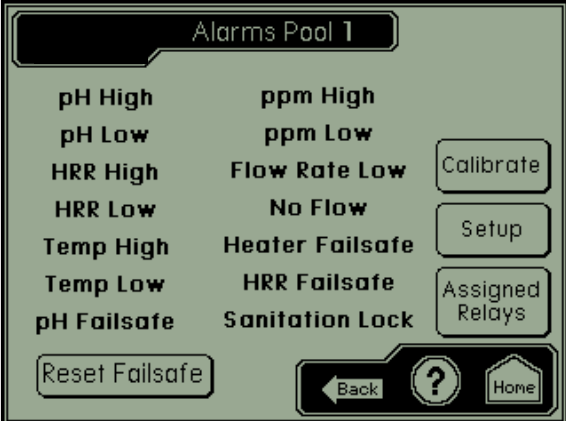 Alarms Pool 1
pH High
ppm High
pH Low
ppm Low
HRR High
Flow Rate Low
HRR Low
No Flow
Temp High
Heater Failsafe
Temp Low
HRR Failsafe
pH Failsafe
Sanitation Lock
Calibrate
Setup
Assigned
Relays
Reset Failsafe
Back
?
Home